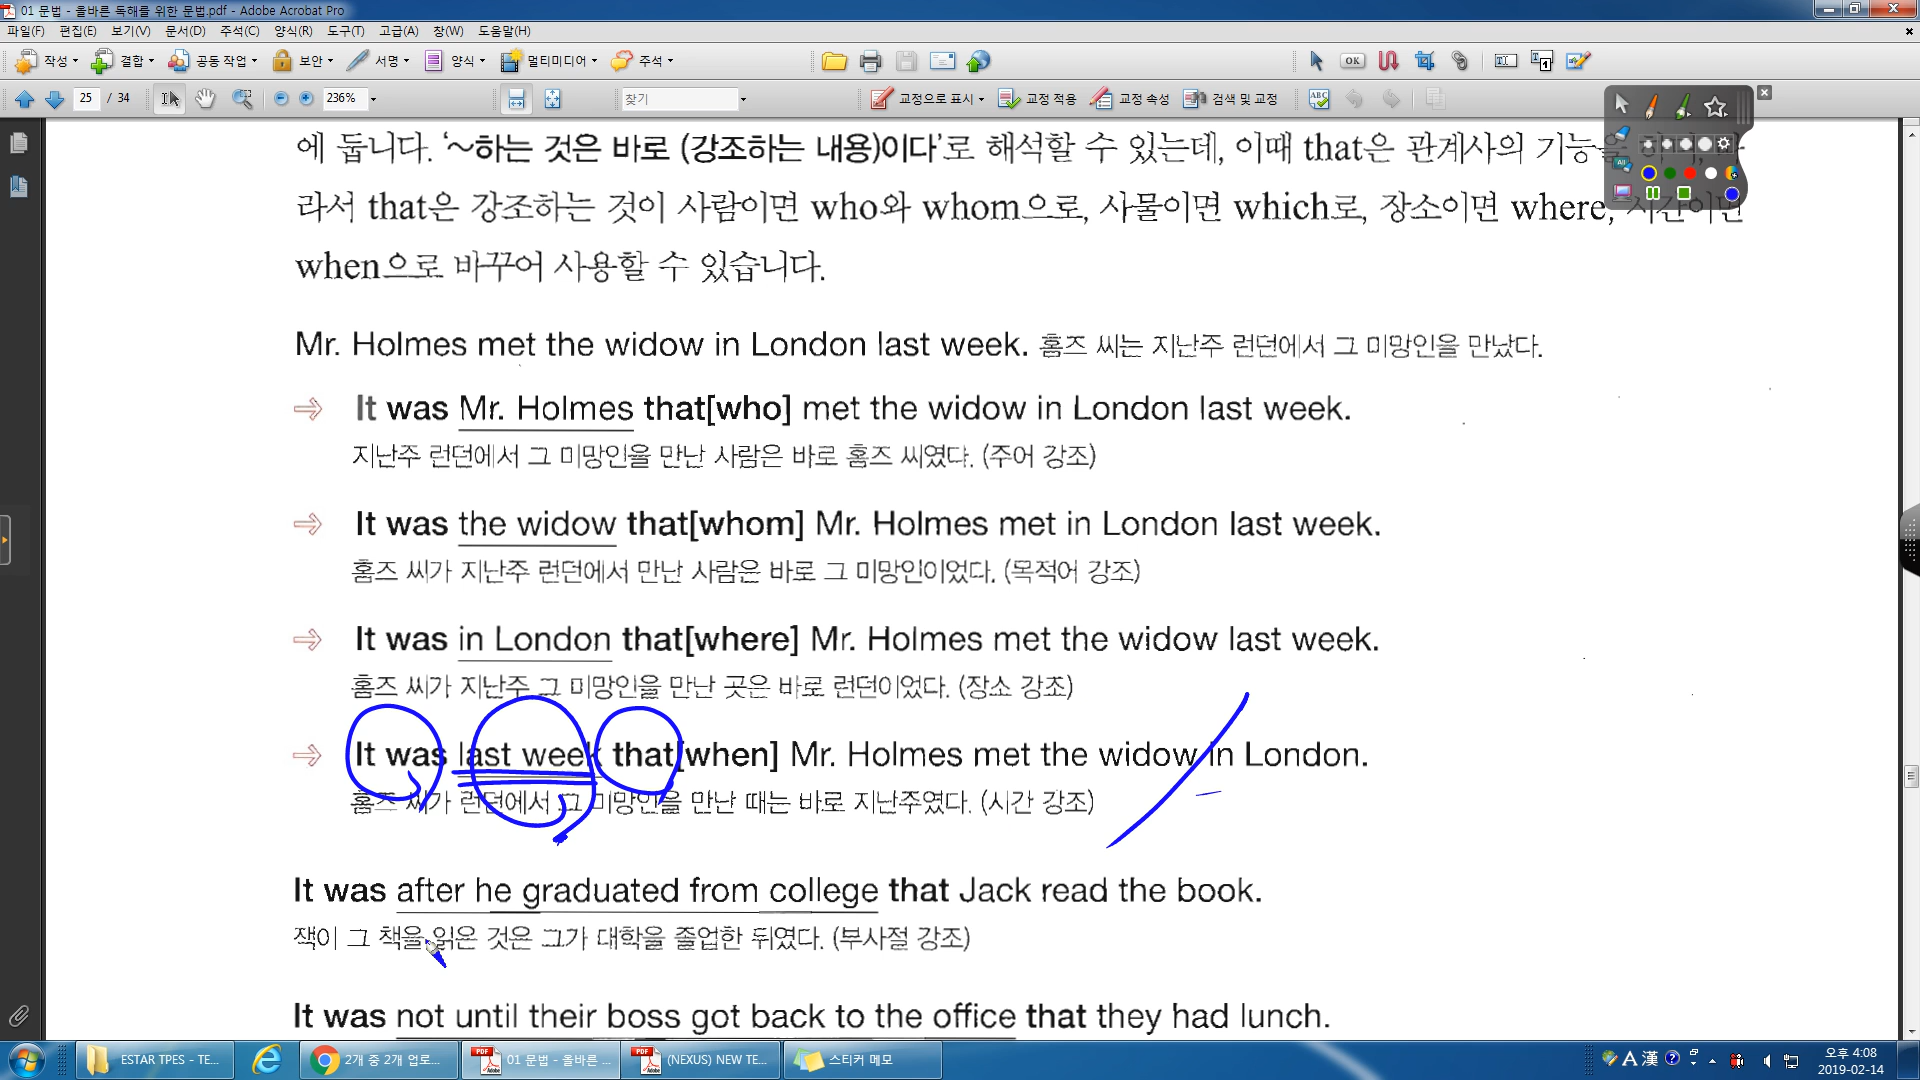 01 문법 - 올바른 독해를 위한 문법.pdf - Adobe Acrobat Pro
파일(F) 편집(E) 보기(V) 문서(D) 주석(C) 양식(R) 도구(T) 고급(A) 창(W) 도움말(H)
작성 결합 공동 작업 보안 서명 양식 멀티미디어 주석 OK
25 / 34 236% 찾기 교정으로 표시 교정 적용 교정 속성 검색 및 교정
에 둡니다. ‘~하는 것은 바로 (강조하는 내용)이다’로 해석할 수 있는데, 이때 that은 관계사의 기능을
라서 that은 강조하는 것이 사람이면 who와 whom으로, 사물이면 which로, 장소이면 where, 시간이면
when으로 바꾸어 사용할 수 있습니다.
Mr. Holmes met the widow in London last week. 홈즈 씨는 지난주 런던에서 그 미망인을 만났다.
⇨ It was Mr. Holmes that[who] met the widow in London last week.
지난주 런던에서 그 미망인을 만난 사람은 바로 홈즈 씨였다. (주어 강조)
⇨ It was the widow that[whom] Mr. Holmes met in London last week.
홈즈 씨가 지난주 런던에서 만난 사람은 바로 그 미망인이었다. (목적어 강조)
⇨ It was in London that[where] Mr. Holmes met the widow last week.
홈즈 씨가 지난주 그 미망인을 만난 곳은 바로 런던이었다. (장소 강조)
⇨ It was last week that[when] Mr. Holmes met the widow in London.
홈즈 씨가 런던에서 그 미망인을 만난 때는 바로 지난주였다. (시간 강조)
It was after he graduated from college that Jack read the book.
잭이 그 책을 읽은 것은 그가 대학을 졸업한 뒤였다. (부사절 강조)
It was not until their boss got back to the office that they had lunch.
ESTAR TPES - TE... 2개 중 2개 업로... 01 문법 - 올바른 ... (NEXUS) NEW TE... 스티커 메모 A 漢 오후 4:08
2019-02-14